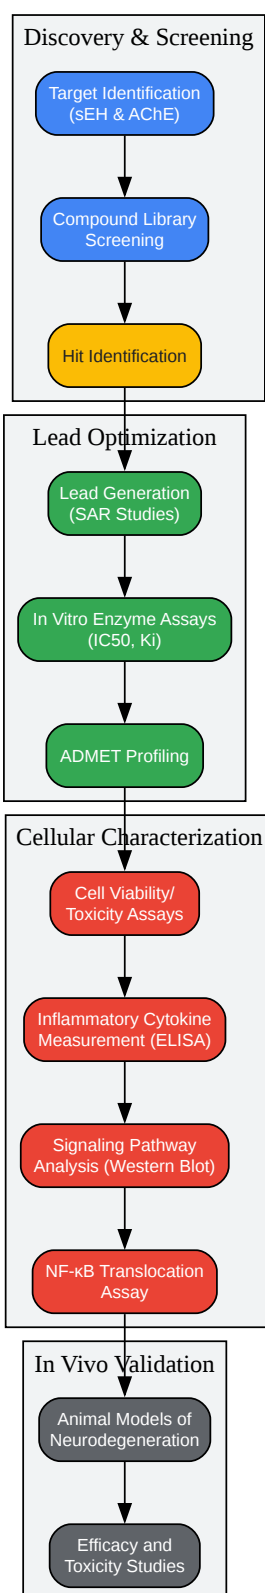 Discovery & Screening
Target Identification
(sEH & AChE)
Compound Library
Screening
Hit Identification
Lead Optimization
Lead Generation
(SAR Studies)
In Vitro Enzyme Assays
(IC50, Ki)
ADMET Profiling
Cellular Characterization
Cell Viability/
Toxicity Assays
Inflammatory Cytokine
Measurement (ELISA)
Signaling Pathway
Analysis (Western Blot)
NF-κB Translocation
Assay
In Vivo Validation
Animal Models of
Neurodegeneration
Efficacy and
Toxicity Studies